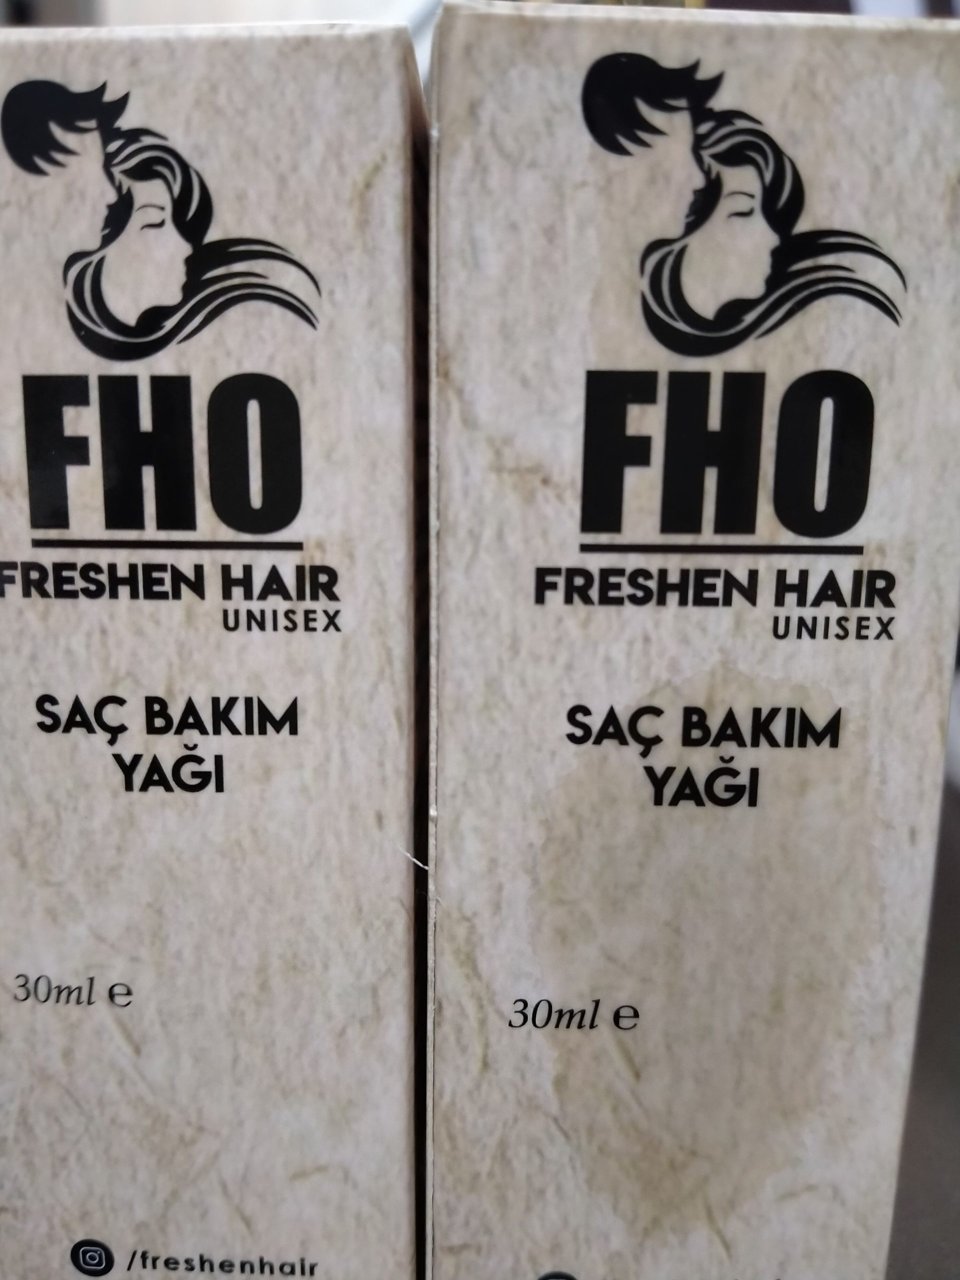 FHO
FRESHEN HAIR
UNISEX
SAÇ BAKIM
YAĞI
30ml ℮
/freshenhair
FHO
FRESHEN HAIR
UNISEX
SAÇ BAKIM
YAĞI
30ml ℮